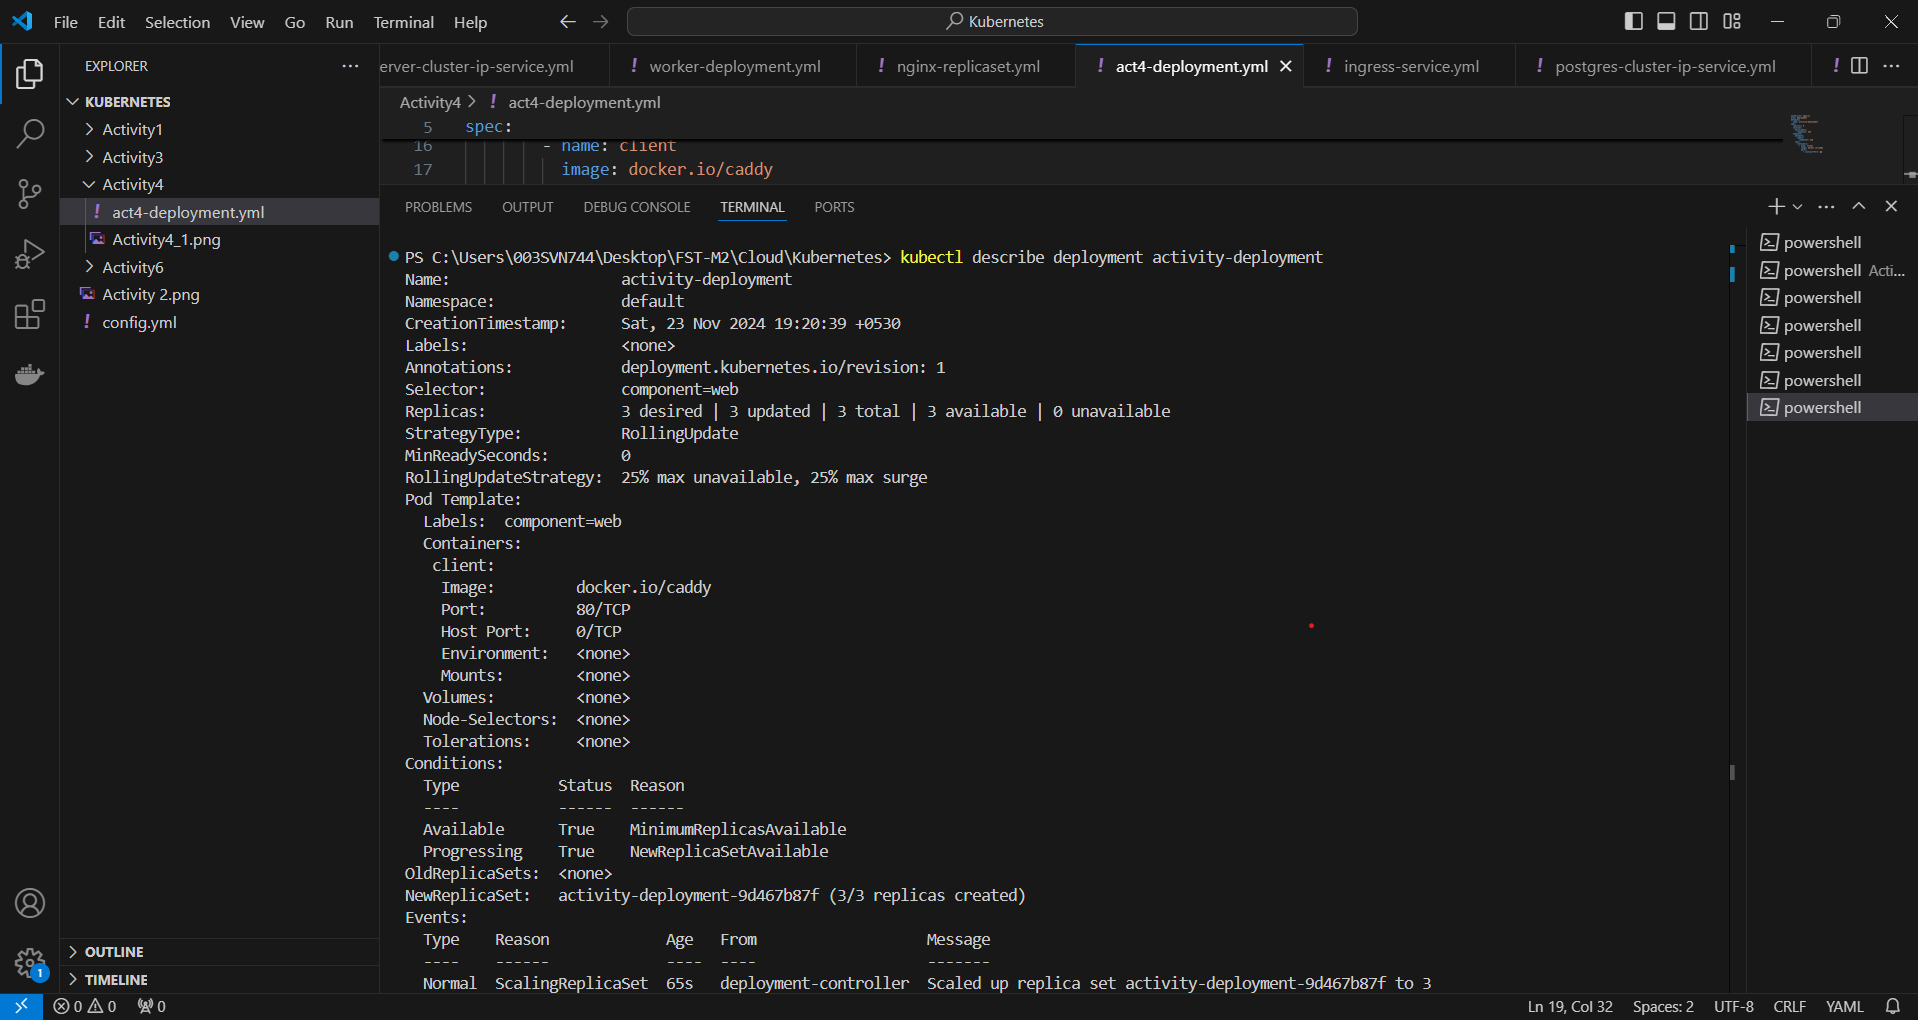 File Edit Selection View Go Run Terminal Help
Kubernetes
EXPLORER
KUBERNETES
Activity1
Activity3
Activity4
! act4-deployment.yml
Activity4_1.png
Activity6
Activity 2.png
! config.yml
OUTLINE
TIMELINE
erver-cluster-ip-service.yml ! worker-deployment.yml ! nginx-replicaset.yml ! act4-deployment.yml ! ingress-service.yml ! postgres-cluster-ip-service.yml !
Activity4 > ! act4-deployment.yml
5 spec:
16 - name: client
17 image: docker.io/caddy
PROBLEMS OUTPUT DEBUG CONSOLE TERMINAL PORTS
PS C:\Users\003SVN744\Desktop\FST-M2\Cloud\Kubernetes> kubectl describe deployment activity-deployment
Name: activity-deployment
Namespace: default
CreationTimestamp: Sat, 23 Nov 2024 19:20:39 +0530
Labels: <none>
Annotations: deployment.kubernetes.io/revision: 1
Selector: component=web
Replicas: 3 desired | 3 updated | 3 total | 3 available | 0 unavailable
StrategyType: RollingUpdate
MinReadySeconds: 0
RollingUpdateStrategy: 25% max unavailable, 25% max surge
Pod Template:
Labels: component=web
Containers:
client:
Image: docker.io/caddy
Port: 80/TCP
Host Port: 0/TCP
Environment: <none>
Mounts: <none>
Volumes: <none>
Node-Selectors: <none>
Tolerations: <none>
Conditions:
Type Status Reason
---- ------ ------
Available True MinimumReplicasAvailable
Progressing True NewReplicaSetAvailable
OldReplicaSets: <none>
NewReplicaSet: activity-deployment-9d467b87f (3/3 replicas created)
Events:
Type Reason Age From Message
---- ------ ---- ---- -------
Normal ScalingReplicaSet 65s deployment-controller Scaled up replica set activity-deployment-9d467b87f to 3
powershell
powershell Acti...
powershell
powershell
powershell
powershell
powershell
1
0 0 0
Ln 19, Col 32 Spaces: 2 UTF-8 CRLF YAML